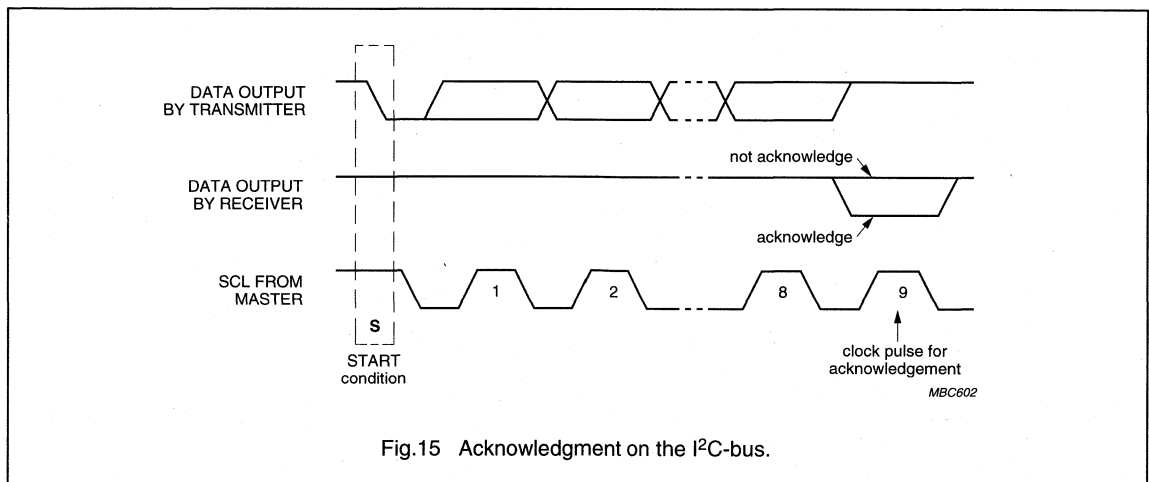 DATA OUTPUT
BY TRANSMITTER
not acknowledge
DATA OUTPUT
BY RECEIVER
acknowledge
SCL FROM
MASTER
1
2
8
9
S
START
condition
clock pulse for
acknowledgement
MBC602
Fig.15 Acknowledgment on the I²C-bus.